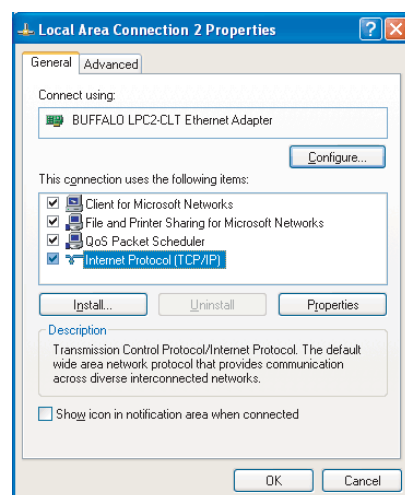 Local Area Connection 2 Properties
General Advanced
Connect using:
BUFFALO LPC2-CLT Ethernet Adapter
Configure...
This connection uses the following items:
Client for Microsoft Networks
File and Printer Sharing for Microsoft Networks
QoS Packet Scheduler
Internet Protocol (TCP/IP)
Install... Uninstall Properties
Description
Transmission Control Protocol/Internet Protocol. The default
wide area network protocol that provides communication
across diverse interconnected networks.
Show icon in notification area when connected
OK Cancel